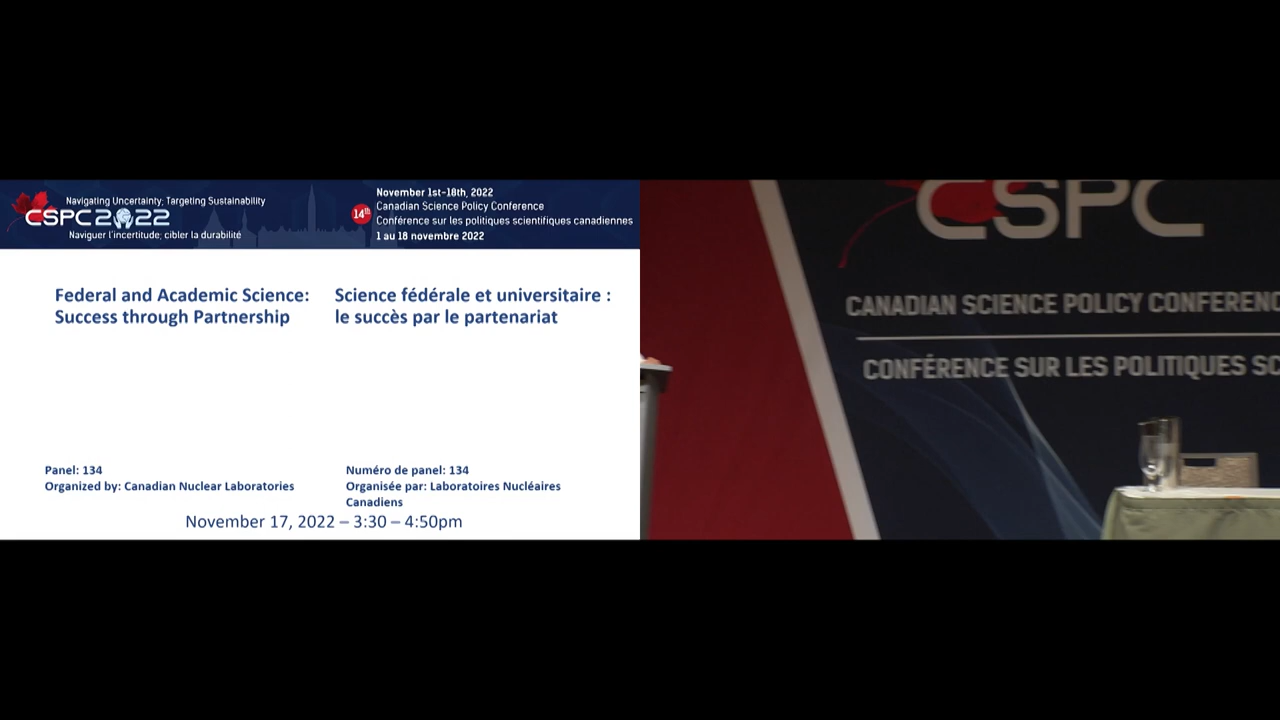 Navigating Uncertainty; Targeting Sustainability
CSPC 2022
Naviguer l'incertitude; cibler la durabilité
14th
November 1st-18th, 2022
Canadian Science Policy Conference
Conférence sur les politiques scientifiques canadiennes
1 au 18 novembre 2022
Federal and Academic Science:
Success through Partnership
Science fédérale et universitaire :
le succès par le partenariat
Panel: 134
Organized by: Canadian Nuclear Laboratories
Numéro de panel: 134
Organisée par: Laboratoires Nucléaires
Canadiens
November 17, 2022 – 3:30 – 4:50pm
CSPC
CANADIAN SCIENCE POLICY CONFERENC
CONFÉRENCE SUR LES POLITIQUES SC